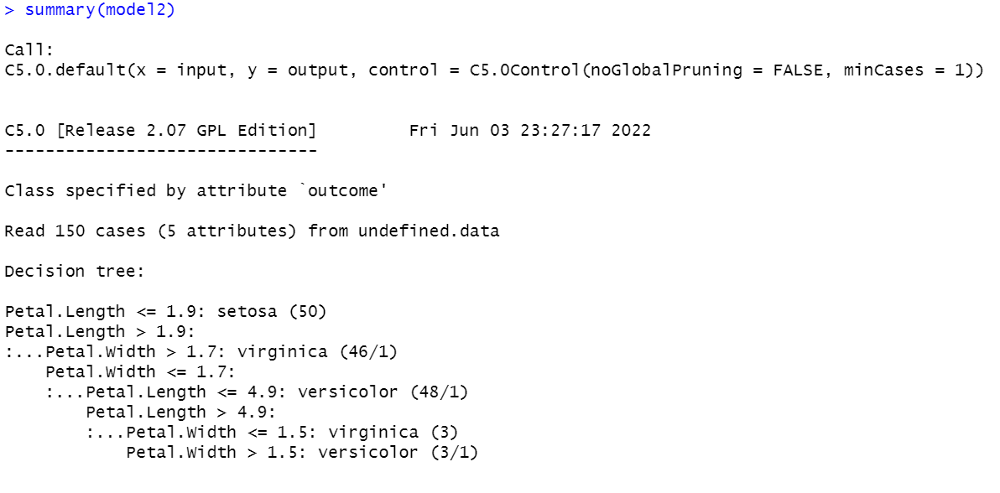 > summary(model2)
Call:
C5.0.default(x = input, y = output, control = C5.0Control(noGlobalPruning = FALSE, minCases = 1))
C5.0 [Release 2.07 GPL Edition]         Fri Jun 03 23:27:17 2022
-------------------------------
Class specified by attribute `outcome'
Read 150 cases (5 attributes) from undefined.data
Decision tree:
Petal.Length <= 1.9: setosa (50)
Petal.Length > 1.9:
:...Petal.Width > 1.7: virginica (46/1)
    Petal.Width <= 1.7:
    :...Petal.Length <= 4.9: versicolor (48/1)
        Petal.Length > 4.9:
        :...Petal.Width <= 1.5: virginica (3)
            Petal.Width > 1.5: versicolor (3/1)